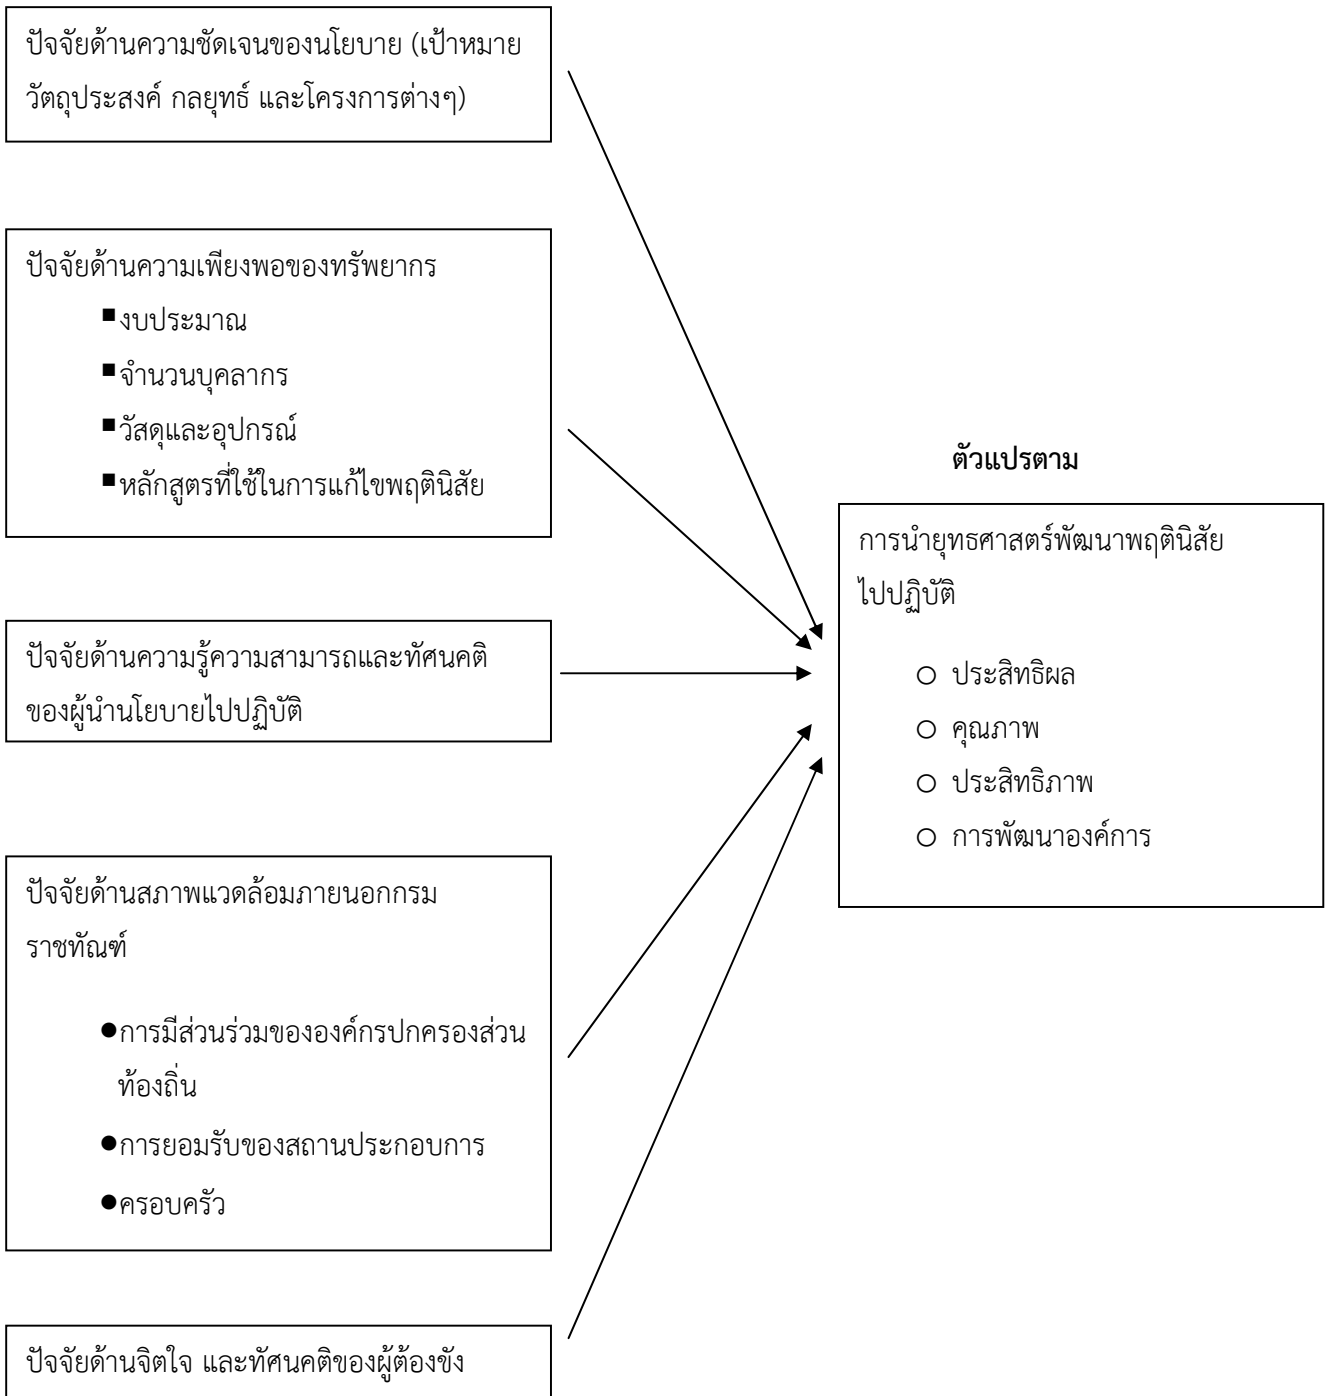 ปัจจัยด้านความชัดเจนของนโยบาย (เป้าหมาย
วัตถุประสงค์ กลยุทธ์ และโครงการต่างๆ)
ปัจจัยด้านความเพียงพอของทรัพยากร
▪งบประมาณ
▪จำนวนบุคลากร
▪วัสดุและอุปกรณ์
▪หลักสูตรที่ใช้ในการแก้ไขพฤตินิสัย
ปัจจัยด้านความรู้ความสามารถและทัศนคติ
ของผู้นำนโยบายไปปฏิบัติ
ปัจจัยด้านสภาพแวดล้อมภายนอกกรม
ราชทัณฑ์
●การมีส่วนร่วมขององค์กรปกครองส่วน
ท้องถิ่น
●การยอมรับของสถานประกอบการ
●ครอบครัว
ปัจจัยด้านจิตใจ และทัศนคติของผู้ต้องขัง
ตัวแปรตาม
การนำยุทธศาสตร์พัฒนาพฤตินิสัย
ไปปฏิบัติ
○ ประสิทธิผล
○ คุณภาพ
○ ประสิทธิภาพ
○ การพัฒนาองค์การ